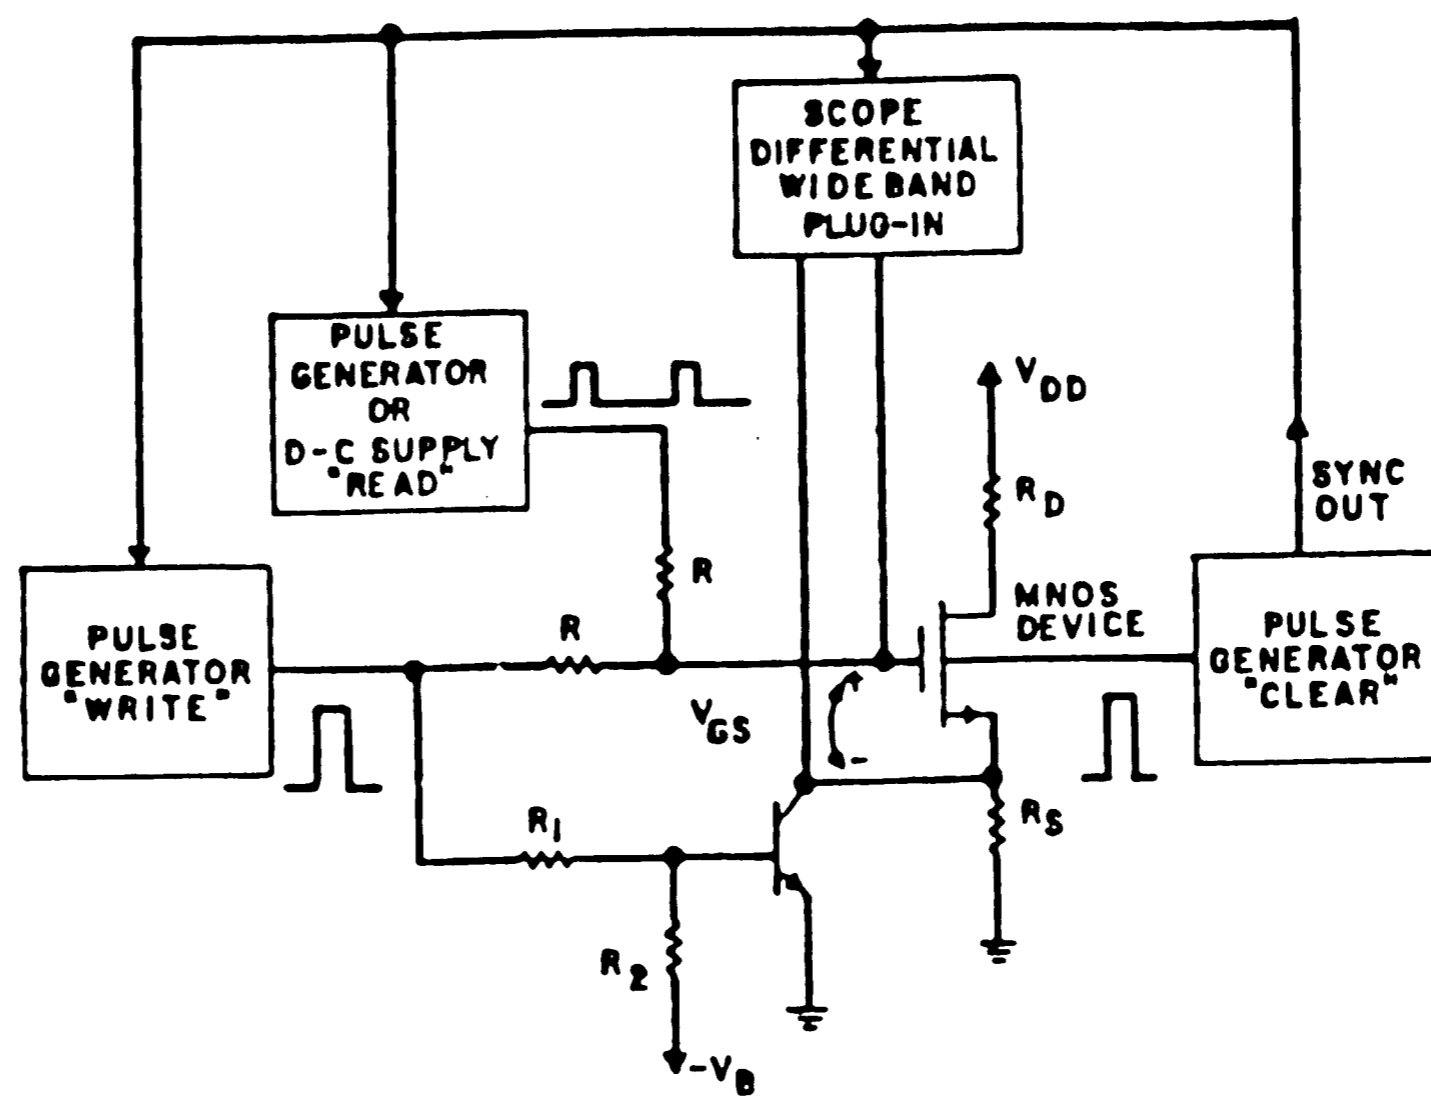 SCOPE
DIFFERENTIAL
WIDE BAND
PLUG-IN
PULSE
GENERATOR
OR
D-C SUPPLY
"READ"
VDD
RD
SYNC
OUT
R
MNOS
DEVICE
R
PULSE
GENERATOR
"WRITE"
PULSE
GENERATOR
"CLEAR"
VGS
+
-
R1
RS
R2
-VB